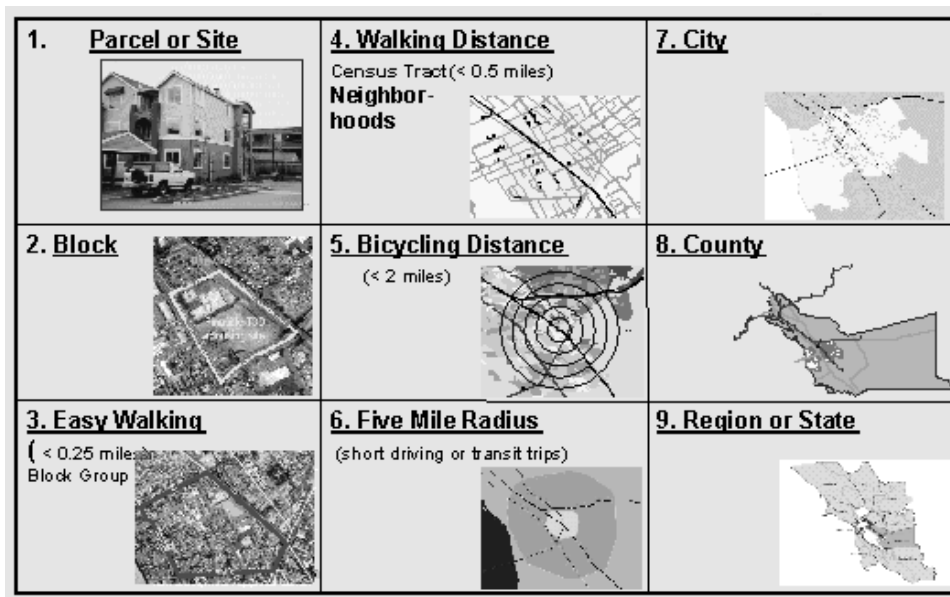 1. Parcel or Site
2. Block
3. Easy Walking
( < 0.25 miles)
Block Group
4. Walking Distance
Census Tract (< 0.5 miles)
Neighbor-
hoods
5. Bicycling Distance
(< 2 miles)
6. Five Mile Radius
(short driving or transit trips)
7. City
8. County
9. Region or State